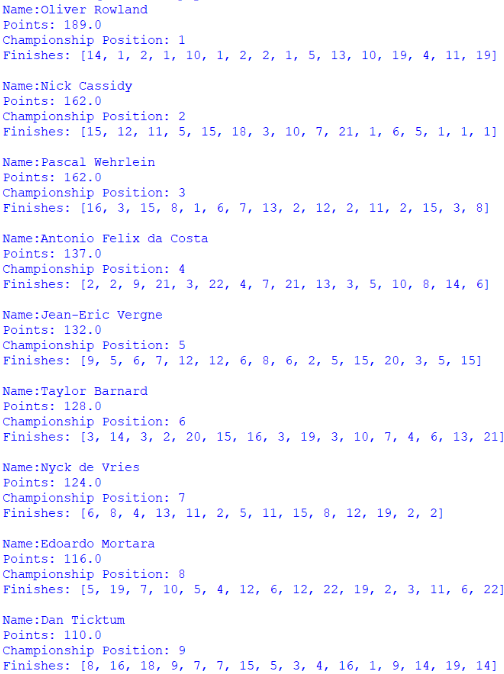 Name:Oliver Rowland
Points: 189.0
Championship Position: 1
Finishes: [14, 1, 2, 1, 10, 1, 2, 2, 1, 5, 13, 10, 19, 4, 11, 19]
Name:Nick Cassidy
Points: 162.0
Championship Position: 2
Finishes: [15, 12, 11, 5, 15, 18, 3, 10, 7, 21, 1, 6, 5, 1, 1, 1]
Name:Pascal Wehrlein
Points: 162.0
Championship Position: 3
Finishes: [16, 3, 15, 8, 1, 6, 7, 13, 2, 12, 2, 11, 2, 15, 3, 8]
Name:Antonio Felix da Costa
Points: 137.0
Championship Position: 4
Finishes: [2, 2, 9, 21, 3, 22, 4, 7, 21, 13, 3, 5, 10, 8, 14, 6]
Name:Jean-Eric Vergne
Points: 132.0
Championship Position: 5
Finishes: [9, 5, 6, 7, 12, 12, 6, 8, 6, 2, 5, 15, 20, 3, 5, 15]
Name:Taylor Barnard
Points: 128.0
Championship Position: 6
Finishes: [3, 14, 3, 2, 20, 15, 16, 3, 19, 3, 10, 7, 4, 6, 13, 21]
Name:Nyck de Vries
Points: 124.0
Championship Position: 7
Finishes: [6, 8, 4, 13, 11, 2, 5, 11, 15, 8, 12, 19, 2, 2]
Name:Edoardo Mortara
Points: 116.0
Championship Position: 8
Finishes: [5, 19, 7, 10, 5, 4, 12, 6, 12, 22, 19, 2, 3, 11, 6, 22]
Name:Dan Ticktum
Points: 110.0
Championship Position: 9
Finishes: [8, 16, 18, 9, 7, 7, 15, 5, 3, 4, 16, 1, 9, 14, 19, 14]